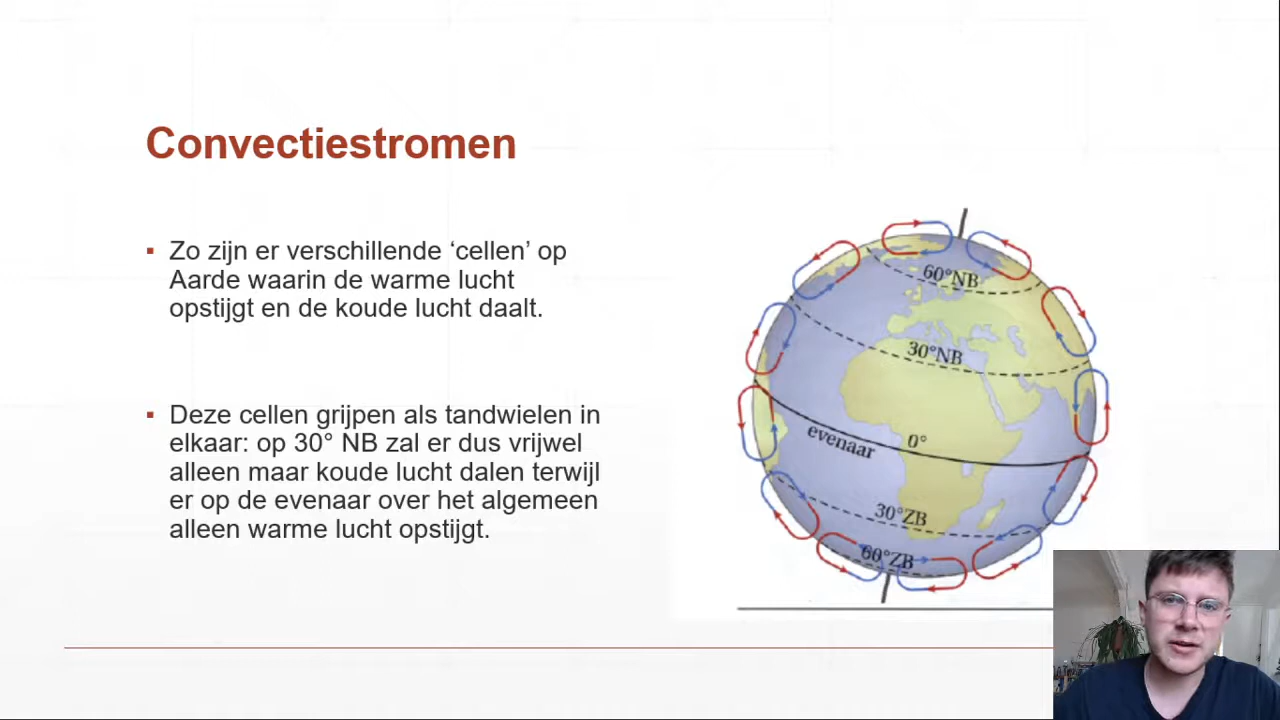 Convectiestromen
▪ Zo zijn er verschillende ‘cellen’ op
Aarde waarin de warme lucht
opstijgt en de koude lucht daalt.
▪ Deze cellen grijpen als tandwielen in
elkaar: op 30° NB zal er dus vrijwel
alleen maar koude lucht dalen terwijl
er op de evenaar over het algemeen
alleen warme lucht opstijgt.
60°NB
30°NB
evenaar 0°
30°ZB
60°ZB